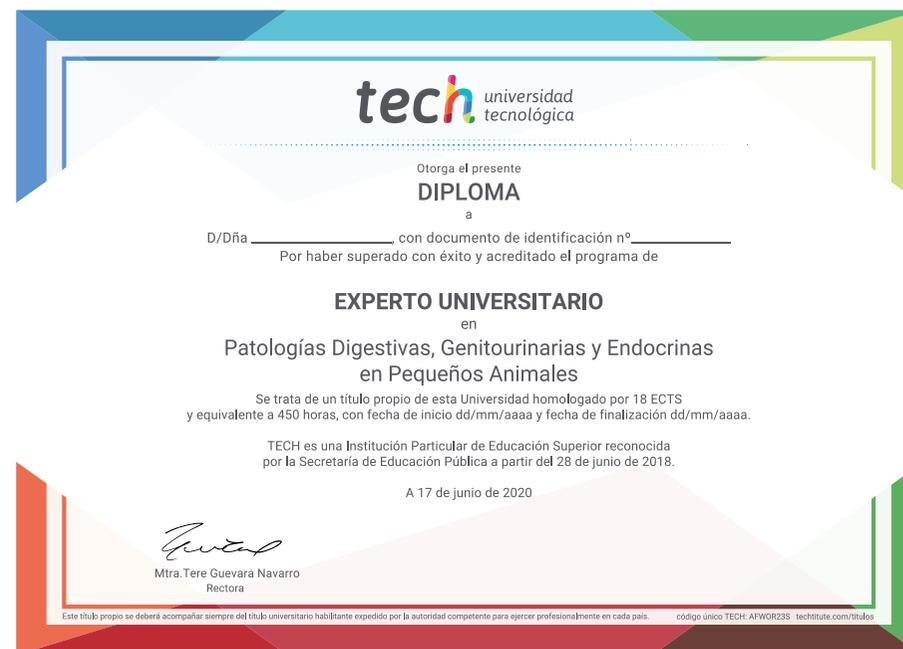 tech universidad
tecnológica
Otorga el presente
DIPLOMA
a
D/Dña ______________, con documento de identificación nº__________
Por haber superado con éxito y acreditado el programa de
EXPERTO UNIVERSITARIO
en
Patologías Digestivas, Genitourinarias y Endocrinas
en Pequeños Animales
Se trata de un título propio de esta Universidad homologado por 18 ECTS
y equivalente a 450 horas, con fecha de inicio dd/mm/aaaa y fecha de finalización dd/mm/aaaa.
TECH es una Institución Particular de Educación Superior reconocida
por la Secretaría de Educación Pública a partir del 28 de junio de 2018.
A 17 de junio de 2020
Mtra.Tere Guevara Navarro
Rectora
Este título propio se deberá acompañar siempre del título universitario habilitante expedido por la autoridad competente para ejercer profesionalmente en cada país. código único TECH: AFWOR23S techtitute.com/titulos